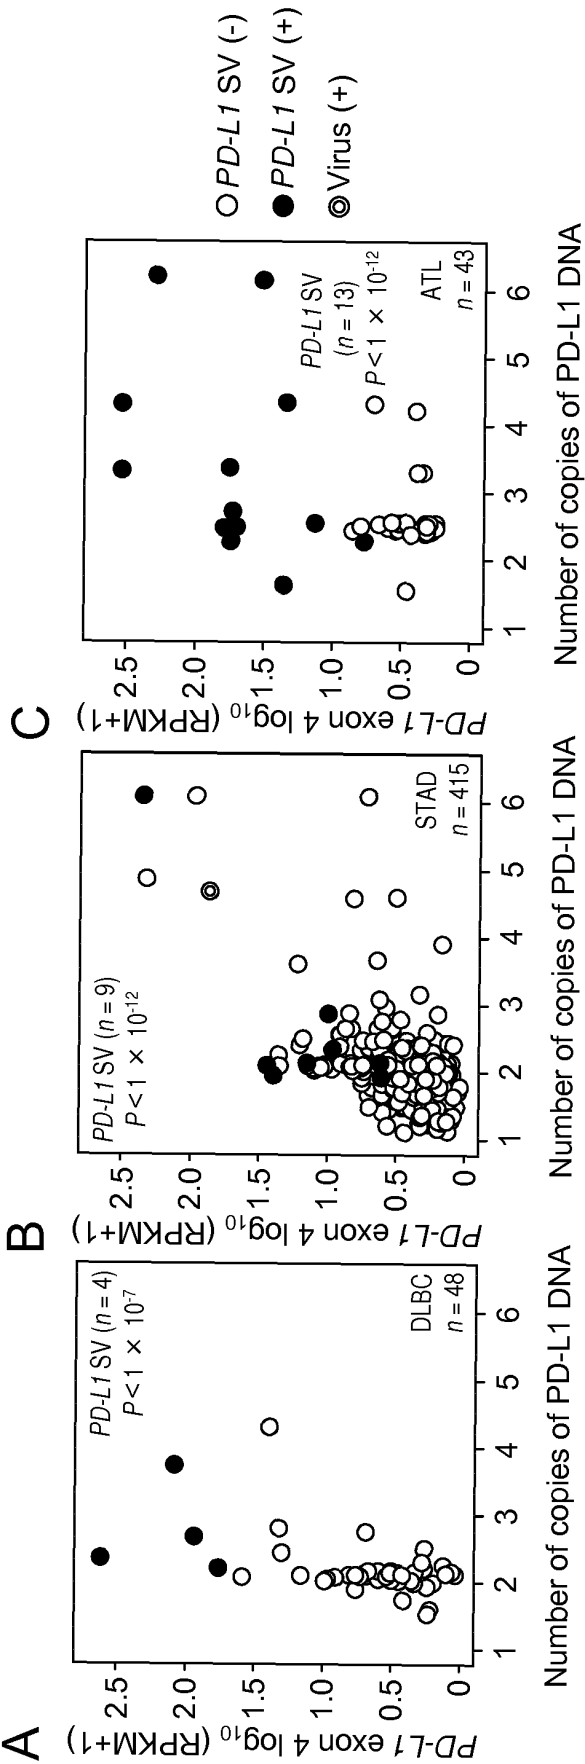 A
PD-L1 exon 4 log10 (RPKM+1)
2.5
2.0
1.5
1.0
0.5
0
PD-L1 SV (n = 4)
P < 1 × 10-7
DLBC
n = 48
1 2 3 4 5 6
Number of copies of PD-L1 DNA
B
PD-L1 exon 4 log10 (RPKM+1)
2.5
2.0
1.5
1.0
0.5
0
PD-L1 SV (n = 9)
P < 1 × 10-12
STAD
n = 415
1 2 3 4 5 6
Number of copies of PD-L1 DNA
C
PD-L1 exon 4 log10 (RPKM+1)
2.5
2.0
1.5
1.0
0.5
0
PD-L1 SV
(n = 13)
P < 1 × 10-12
ATL
n = 43
1 2 3 4 5 6
Number of copies of PD-L1 DNA
PD-L1 SV (-)
PD-L1 SV (+)
Virus (+)